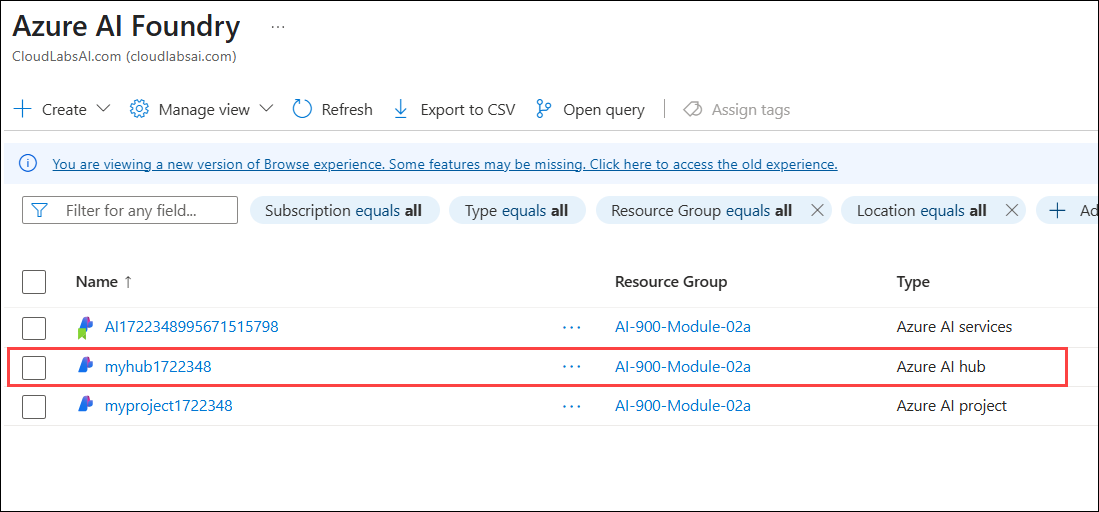 Azure AI Foundry ...
CloudLabsAI.com (cloudlabsai.com)
Create Manage view Refresh Export to CSV Open query Assign tags
You are viewing a new version of Browse experience. Some features may be missing. Click here to access the old experience.
Filter for any field... Subscription equals all Type equals all Resource Group equals all Location equals all Ad
Name ↑ Resource Group Type
AI1722348995671515798 ... AI-900-Module-02a Azure AI services
myhub1722348 ... AI-900-Module-02a Azure AI hub
myproject1722348 ... AI-900-Module-02a Azure AI project